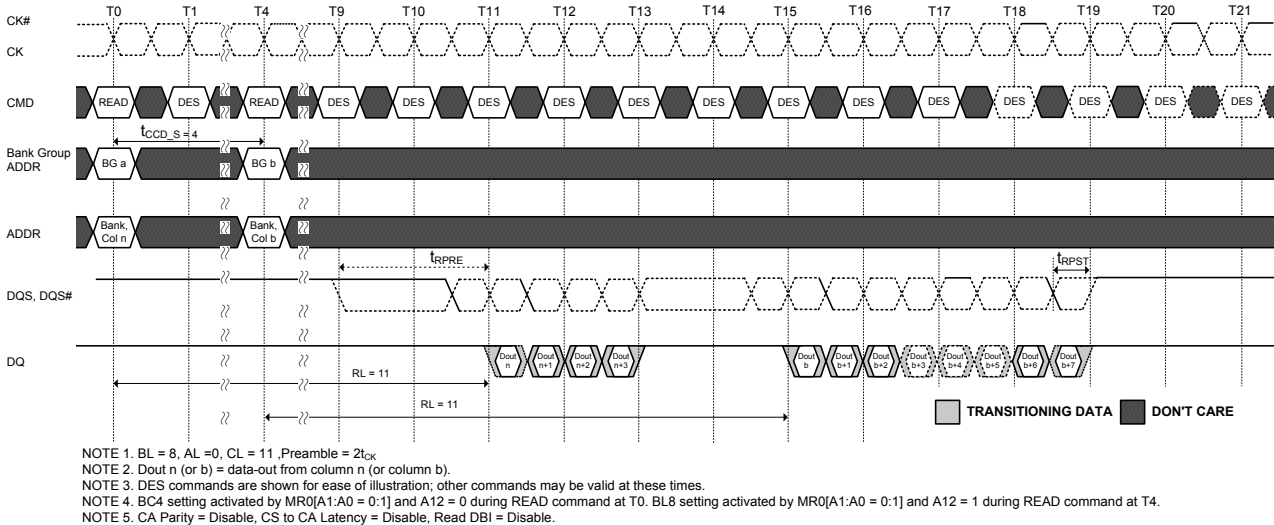 T0 T1 T4 T9 T10 T11 T12 T13 T14 T15 T16 T17 T18 T19 T20 T21
CK#
CK
CMD READ DES READ DES DES DES DES DES DES DES DES DES DES DES DES DES
tCCD_S = 4
Bank Group
ADDR
BG a BG b
ADDR
Bank, Col n
Bank, Col b
tRPRE tRPST
DQS, DQS#
DQ
Dout n
Dout n+1
Dout n+2
Dout n+3
Dout b
Dout b+1
Dout b+2
Dout b+3
Dout b+4
Dout b+5
Dout b+6
Dout b+7
RL = 11
RL = 11
TRANSITIONING DATA DON'T CARE
NOTE 1. BL = 8, AL =0, CL = 11 ,Preamble = 2tCK
NOTE 2. Dout n (or b) = data-out from column n (or column b).
NOTE 3. DES commands are shown for ease of illustration; other commands may be valid at these times.
NOTE 4. BC4 setting activated by MR0[A1:A0 = 0:1] and A12 = 0 during READ command at T0. BL8 setting activated by MR0[A1:A0 = 0:1] and A12 = 1 during READ command at T4.
NOTE 5. CA Parity = Disable, CS to CA Latency = Disable, Read DBI = Disable.